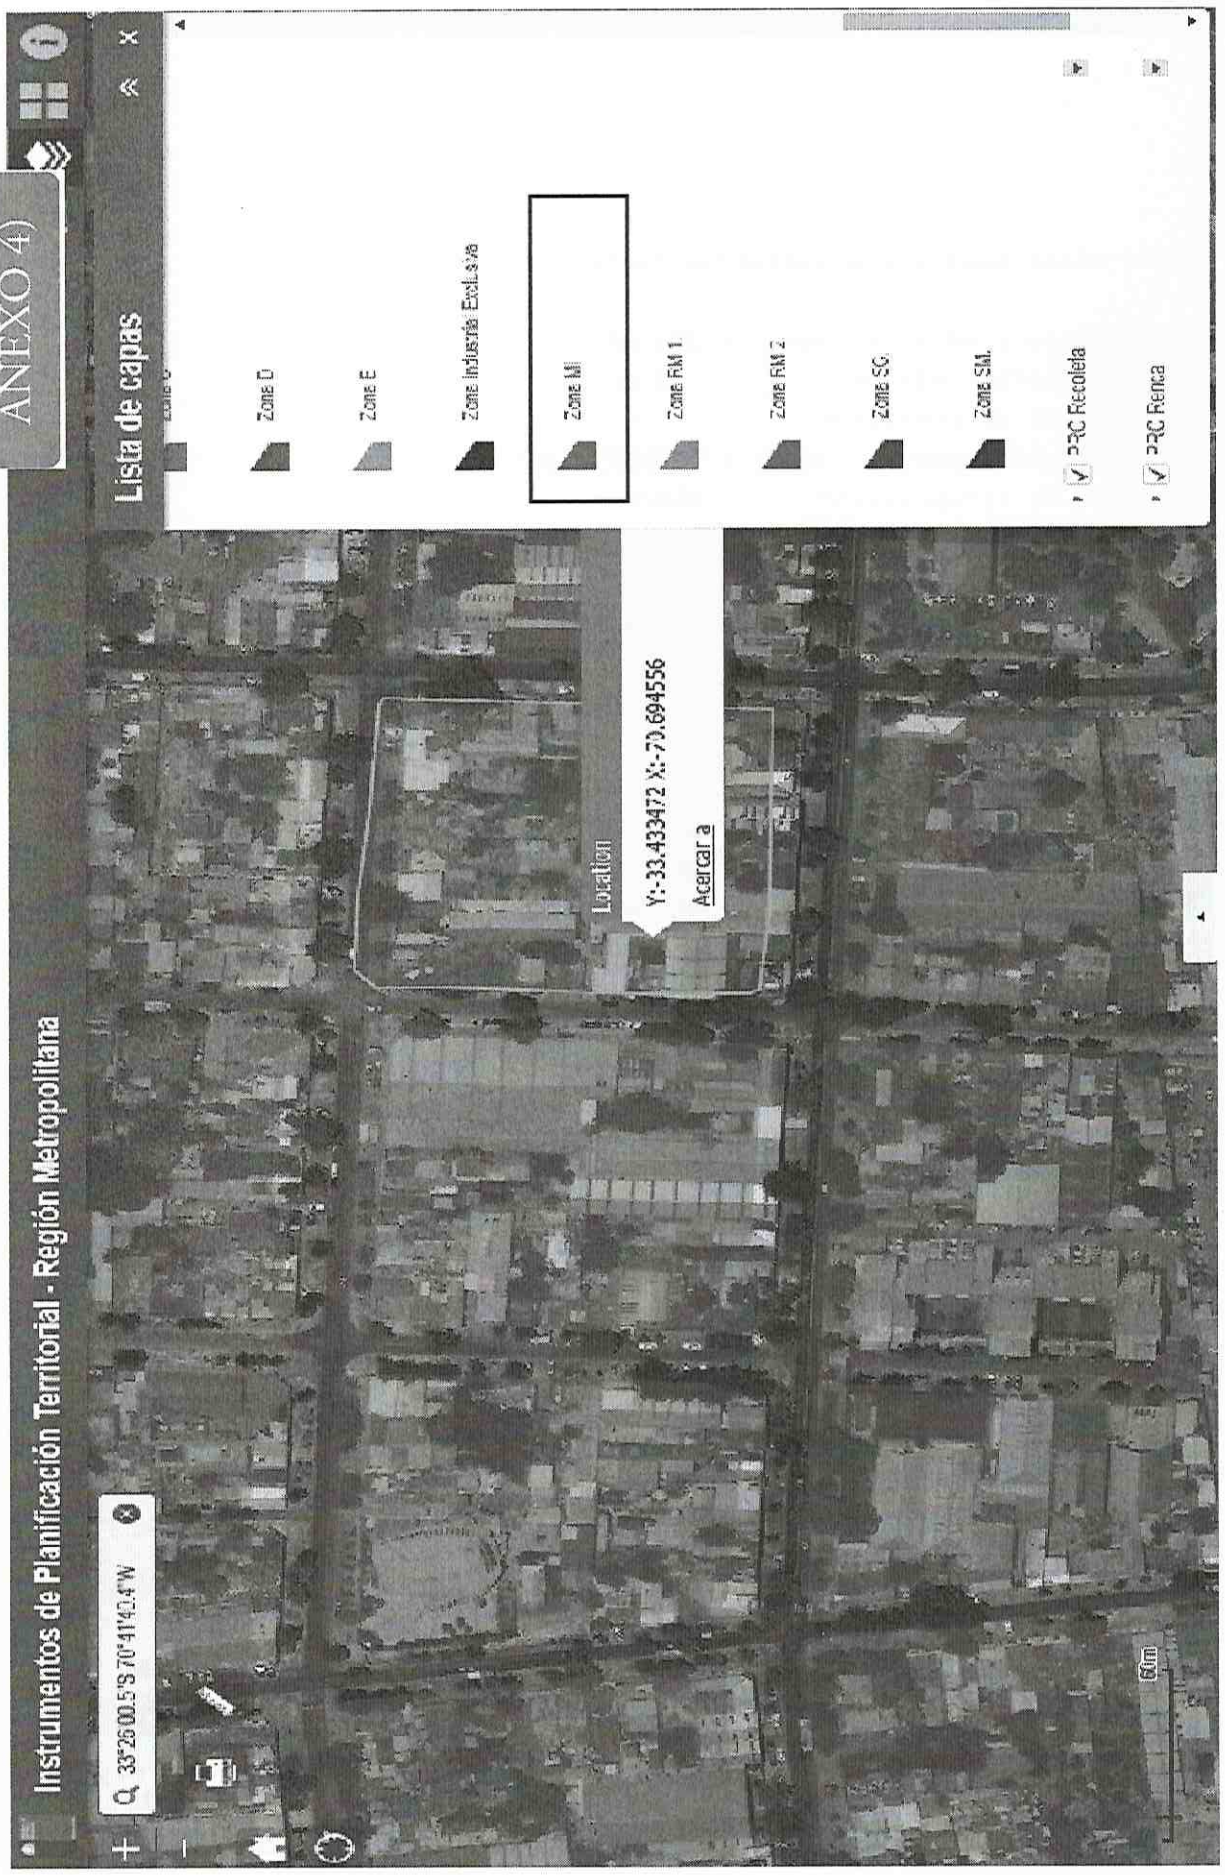 ANEXO 4)
Instrumentos de Planificación Territorial - Región Metropolitana
33°26'00.5"S 70°41'40.4"W
Lista de capas
Zona D
Zona E
Zona Industrial Exclusiva
Zona MI
Zona RM 1.
Zona RM 2
Zona SG.
Zona SM.
PRC Recoleta
PRC Renca
Location
Y:-33.433472 X:-70.694556
Acercar a
60m